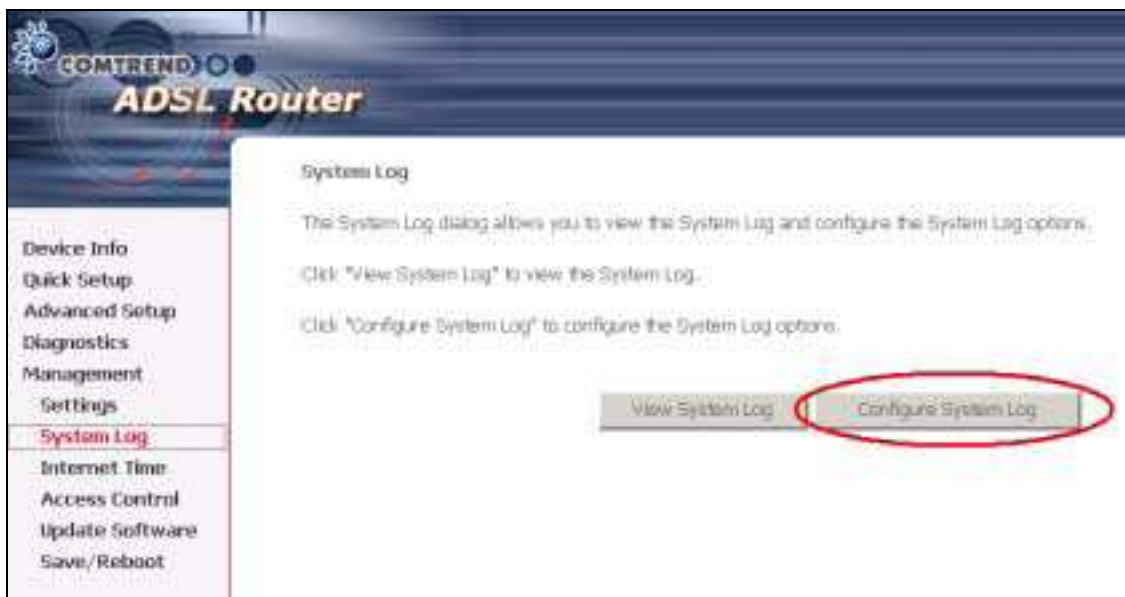 COMTREND
ADSL Router
System Log
The System Log dialog allows you to view the System Log and configure the System Log options.
Click "View System Log" to view the System Log.
Click "Configure System Log" to configure the System Log options.
View System Log
Configure System Log
Device Info
Quick Setup
Advanced Setup
Diagnostics
Management
Settings
System Log
Internet Time
Access Control
Update Software
Save/Reboot